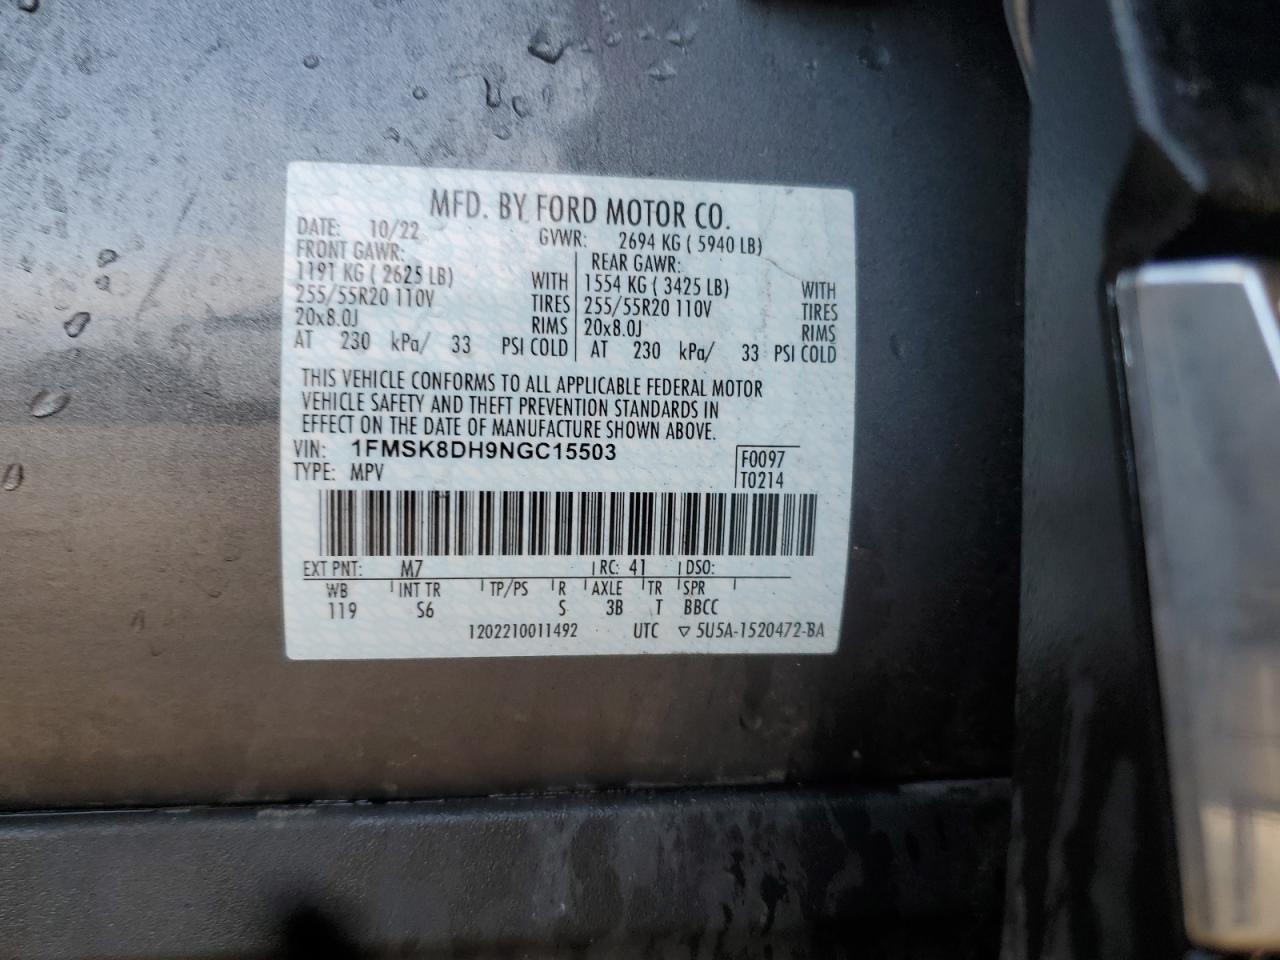 MFD. BY FORD MOTOR CO.
DATE: 10/22 GVWR: 2694 KG ( 5940 LB)
FRONT GAWR: REAR GAWR:
1191 KG ( 2625 LB) WITH 1554 KG ( 3425 LB) WITH
255/55R20 110V TIRES 255/55R20 110V TIRES
20x8.0J RIMS 20x8.0J RIMS
AT 230 kPa/ 33 PSI COLD AT 230 kPa/ 33 PSI COLD
THIS VEHICLE CONFORMS TO ALL APPLICABLE FEDERAL MOTOR
VEHICLE SAFETY AND THEFT PREVENTION STANDARDS IN
EFFECT ON THE DATE OF MANUFACTURE SHOWN ABOVE.
VIN: 1FMSK8DH9NGC15503 F0097
TYPE: MPV T0214
EXT PNT: M7 RC: 41 DSO:
WB INT TR TP/PS R AXLE TR SPR
119 S6 S 3B T BBCC
1202210011492 UTC ▽ 5U5A-1520472-BA